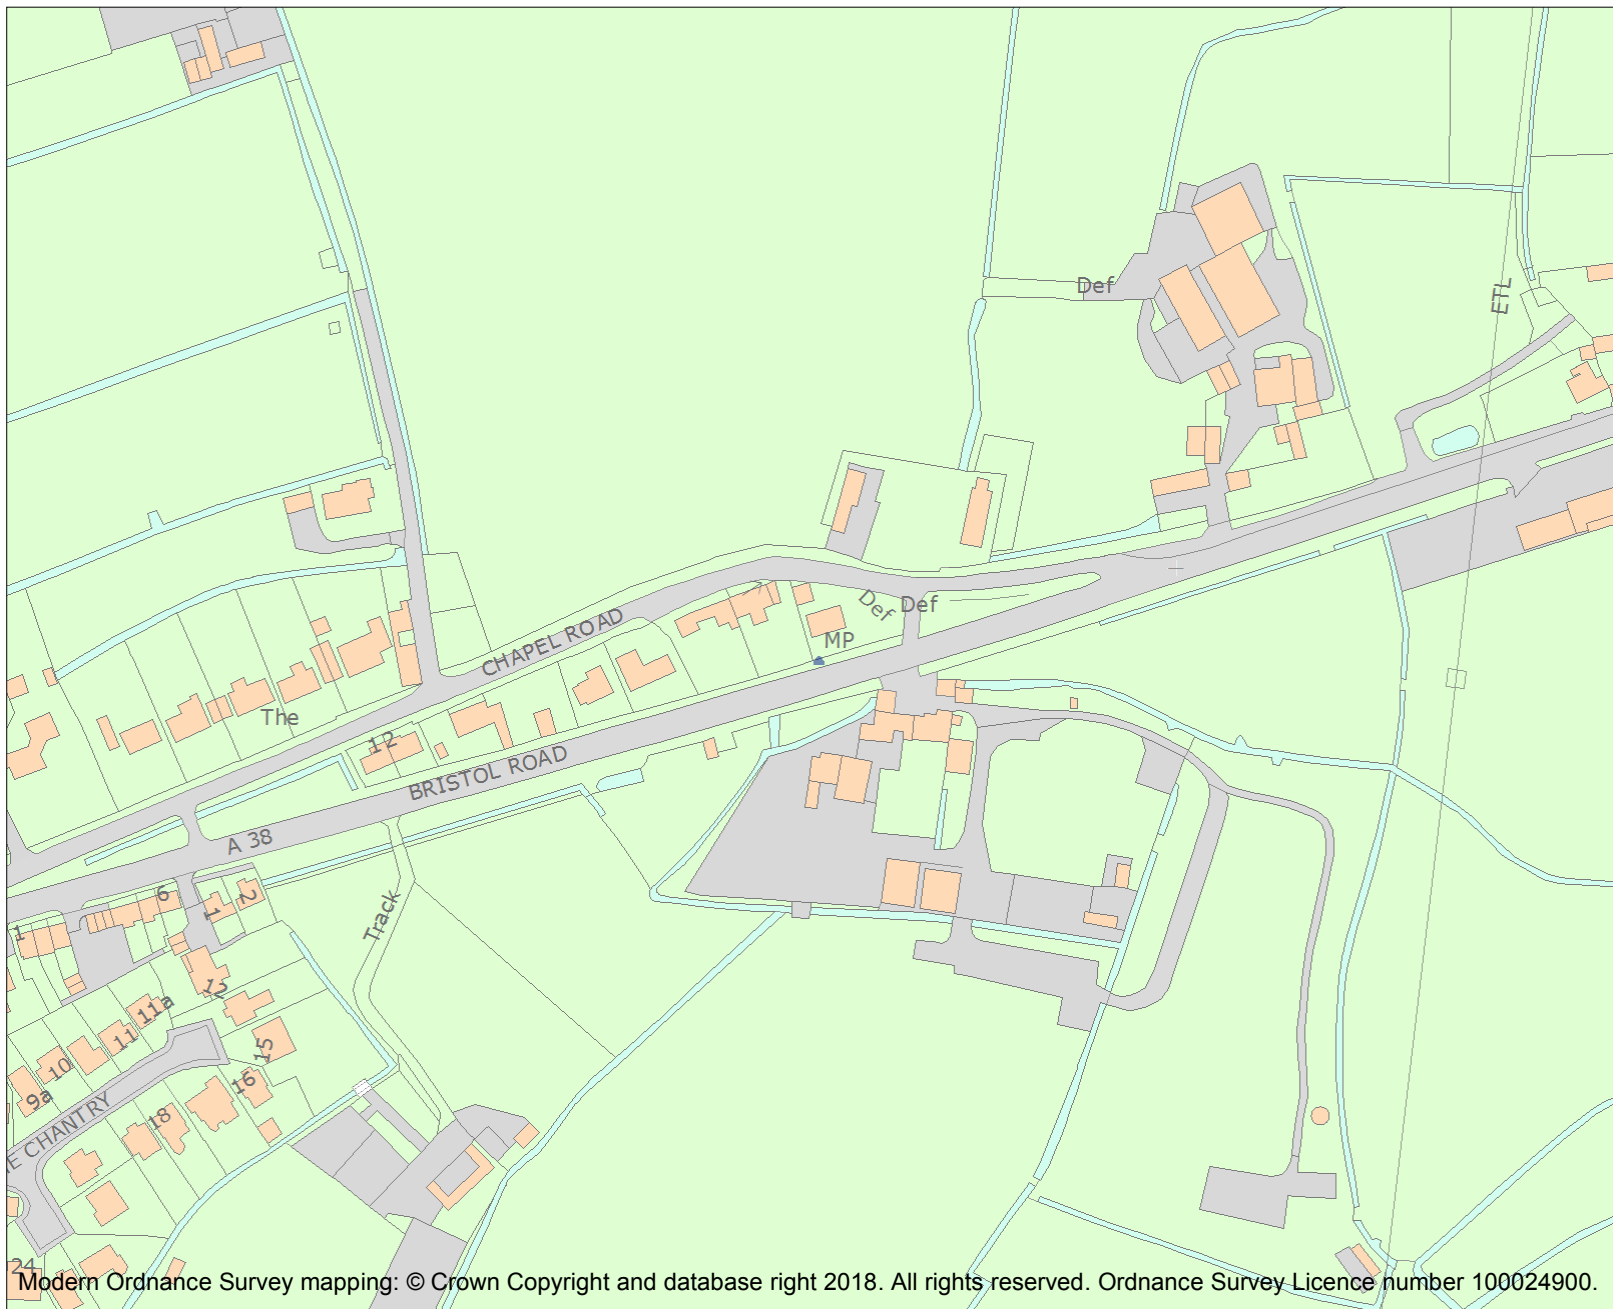 Def
ETL
CHAPEL ROAD
Def
Def
MP
The
12
BRISTOL ROAD
A 38
6
1
2
Track
1
12
11a
11
15
10
16
9a
18
E CHANTRY
24
Modern Ordnance Survey mapping: © Crown Copyright and database right 2018. All rights reserved. Ordnance Survey Licence number 100024900.